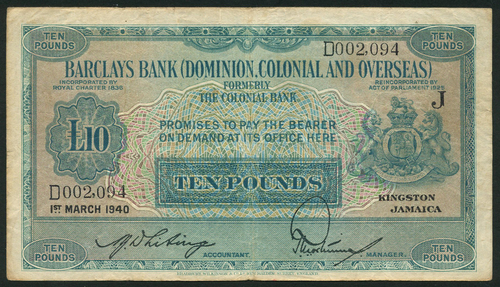 TEN POUNDS
TEN POUNDS
D002,094
BARCLAYS BANK (DOMINION, COLONIAL AND OVERSEAS)
INCORPORATED BY
ROYAL CHARTER 1836
FORMERLY
THE COLONIAL BANK
REINCORPORATED BY
ACT OF PARLIAMENT 1925
J
£10
PROMISES TO PAY THE BEARER
ON DEMAND AT ITS OFFICE HERE
TEN POUNDS
D002,094
1ST MARCH 1940
KINGSTON
JAMAICA
ACCOUNTANT.
MANAGER.
TEN POUNDS
TEN POUNDS